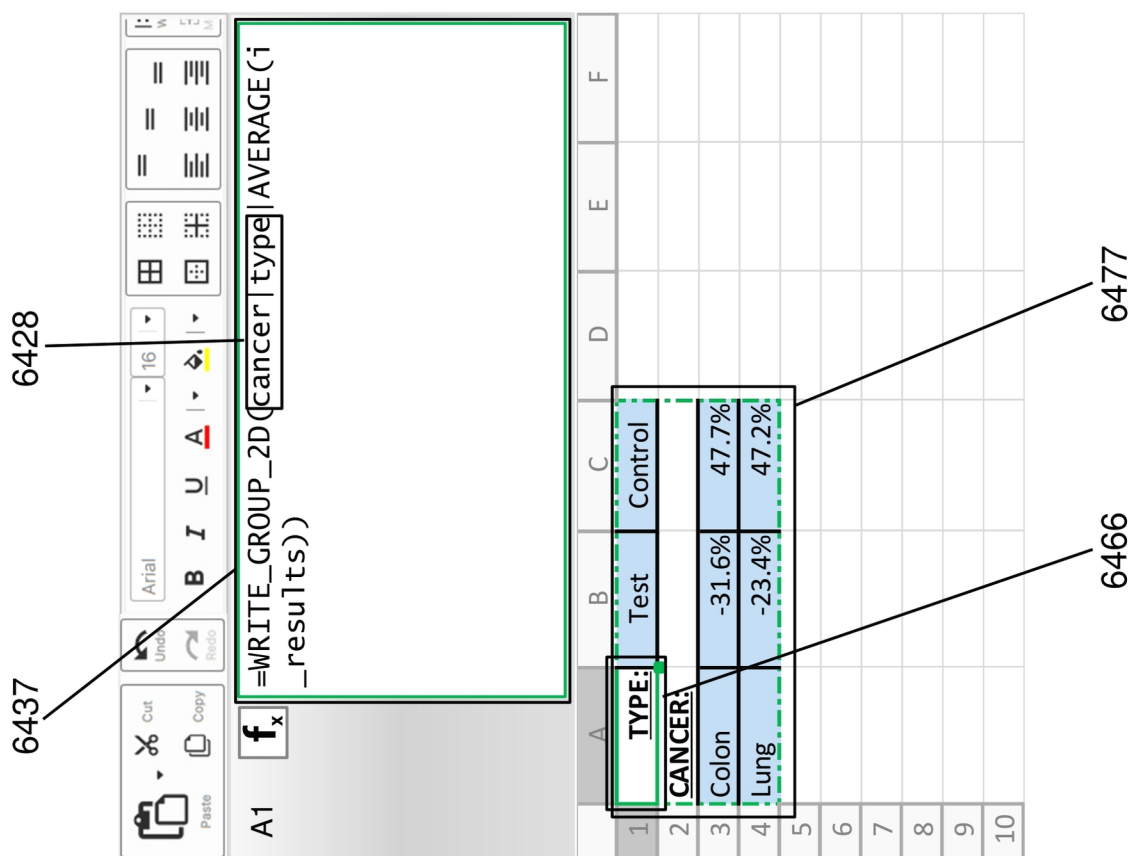 6437
6428
Paste
Cut
Copy
Undo
Redo
Arial
16
B I U A
W
M
A1
fx
=WRITE_GROUP_2D(cancer|type|AVERAGE(i
_results))
A B C D E F
1 TYPE: Test Control
2 CANCER:
3 Colon -31.6% 47.7%
4 Lung -23.4% 47.2%
5
6
7
8
9
10
6466
6477